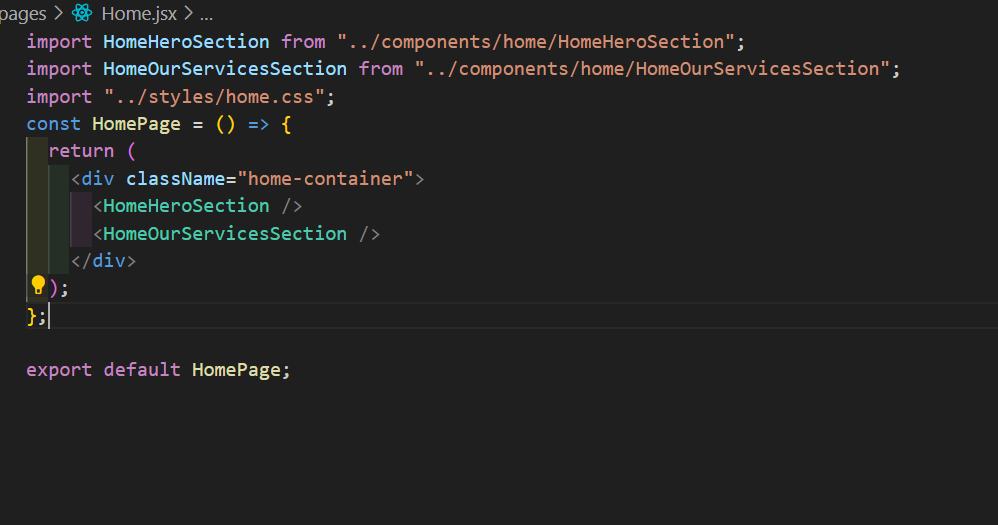 pages > Home.jsx > ...
import HomeHeroSection from "../components/home/HomeHeroSection";
import HomeOurServicesSection from "../components/home/HomeOurServicesSection";
import "../styles/home.css";
const HomePage = () => {
  return (
    <div className="home-container">
      <HomeHeroSection />
      <HomeOurServicesSection />
    </div>
  );
};
export default HomePage;